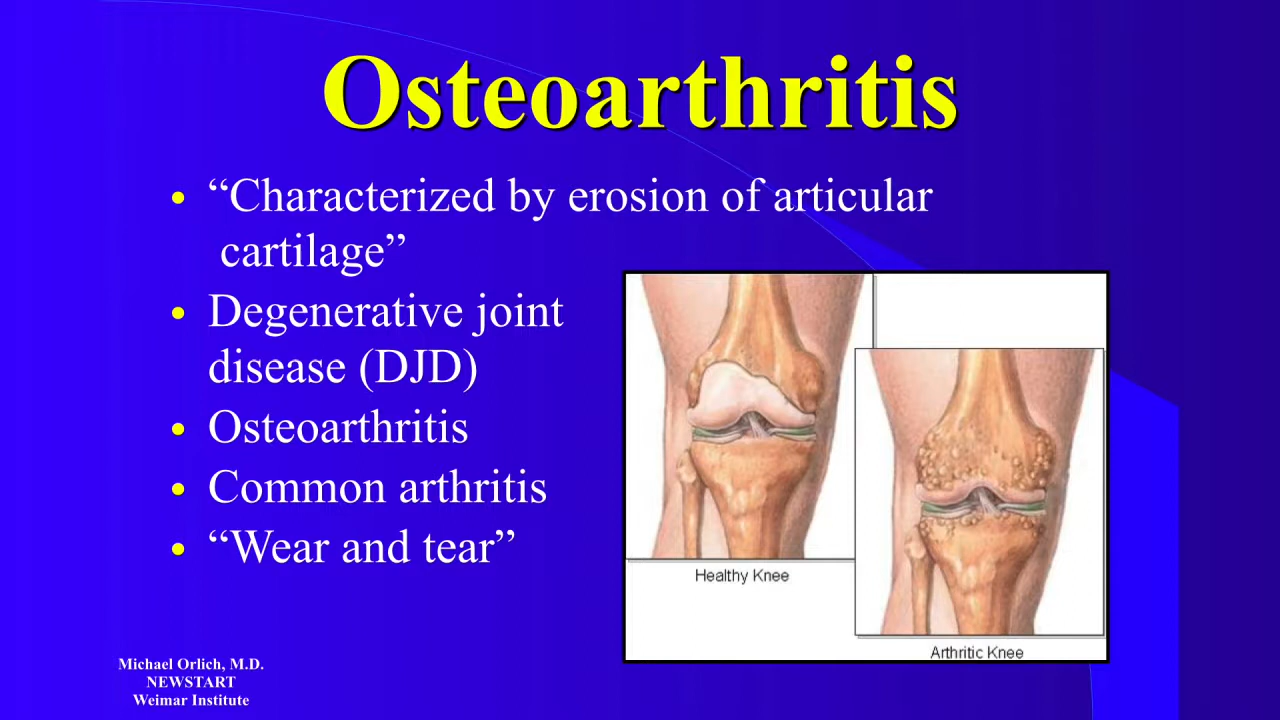 Osteoarthritis
• “Characterized by erosion of articular
cartilage”
• Degenerative joint
disease (DJD)
• Osteoarthritis
• Common arthritis
• “Wear and tear”
Healthy Knee
Arthritic Knee
Michael Orlich, M.D.
NEWSTART
Weimar Institute